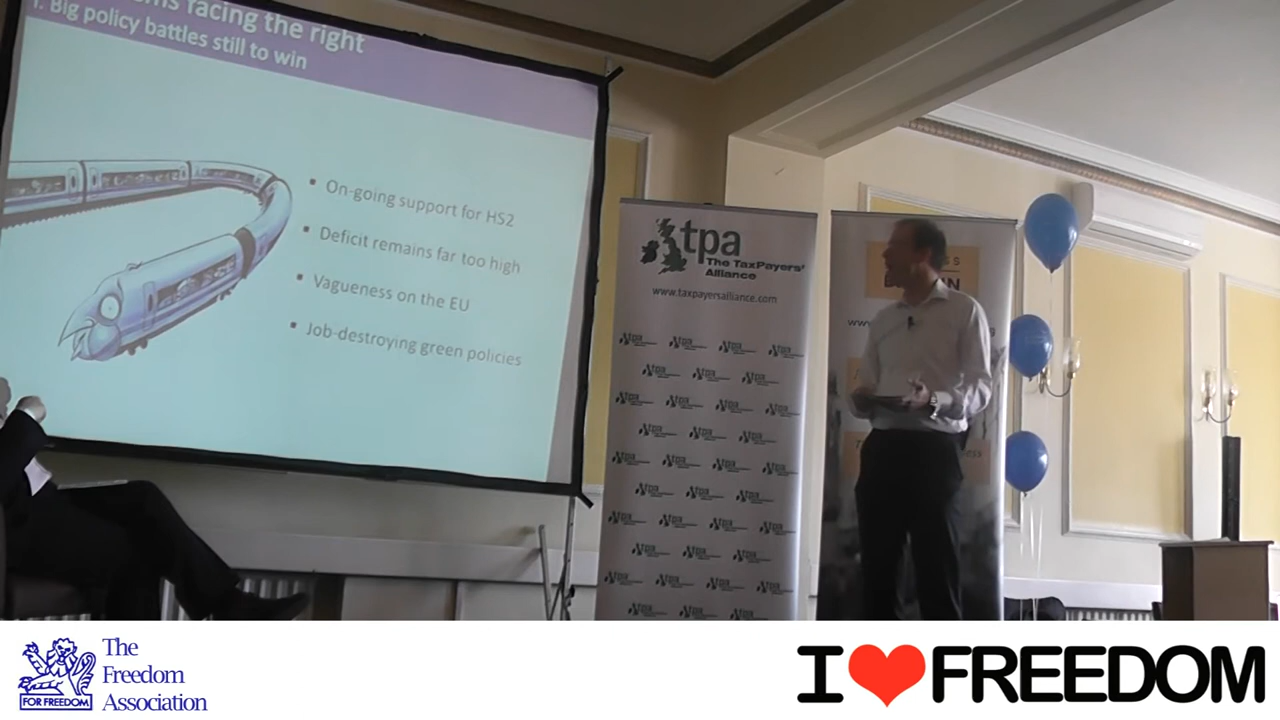 facing the right
1. Big policy battles still to win
▪ On-going support for HS2
▪ Deficit remains far too high
▪ Vagueness on the EU
▪ Job-destroying green policies
tpa
The TaxPayers'
Alliance
www.taxpayersalliance.com
The
Freedom
Association
FOR FREEDOM
I ❤ FREEDOM